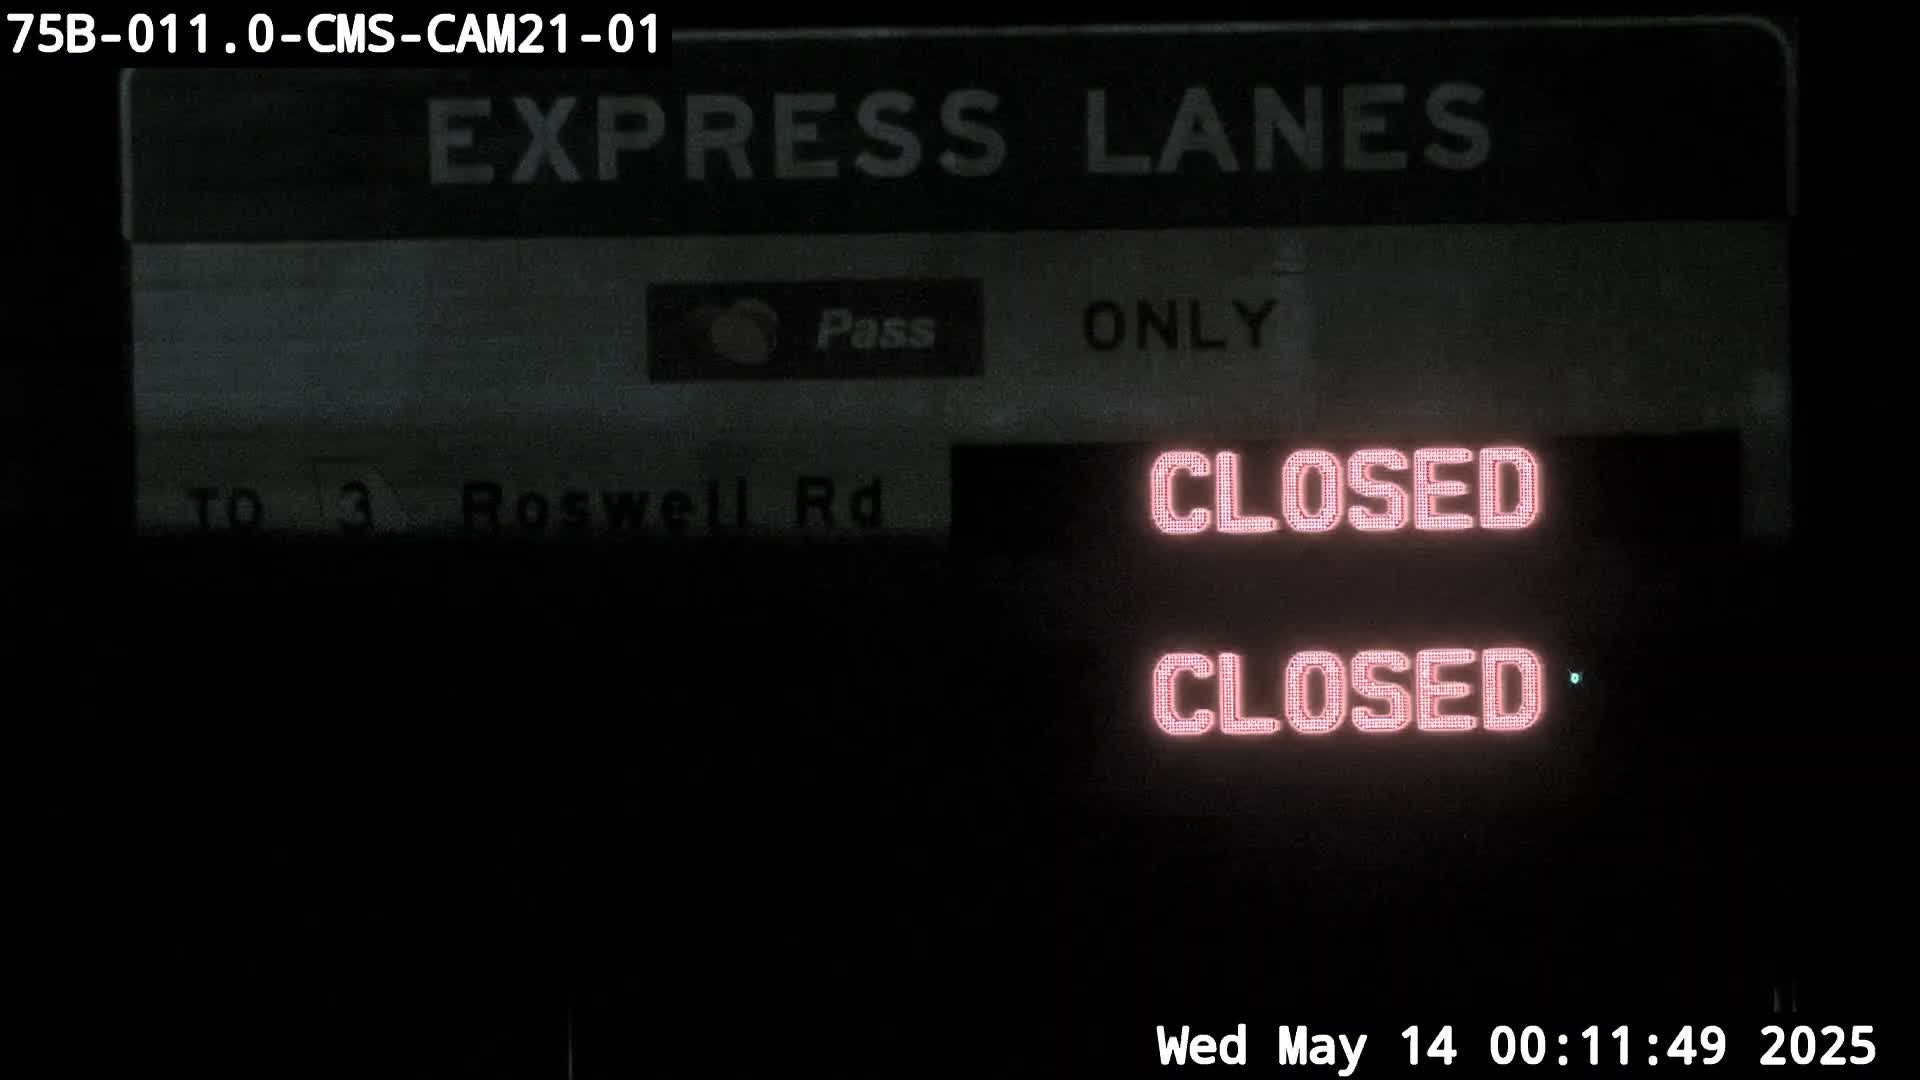 75B-011.0-CMS-CAM21-01
EXPRESS LANES
Pass ONLY
TO 3 Roswell Rd CLOSED
CLOSED
Wed May 14 00:11:49 2025